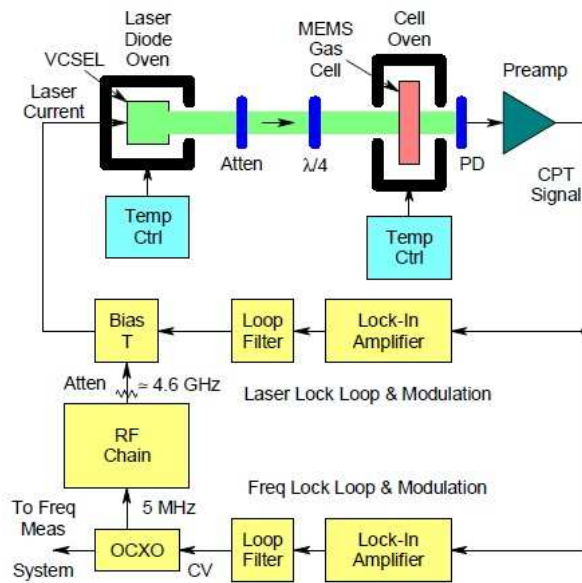 Laser
Diode
Oven
VCSEL
Laser
Current
MEMS
Gas
Cell
Cell
Oven
Preamp
Atten
λ/4
PD
CPT
Signal
Temp
Ctrl
Temp
Ctrl
Bias
T
Loop
Filter
Lock-In
Amplifier
Atten
≃ 4.6 GHz
Laser Lock Loop & Modulation
RF
Chain
5 MHz
Freq Lock Loop & Modulation
To Freq
Meas
System
OCXO
CV
Loop
Filter
Lock-In
Amplifier